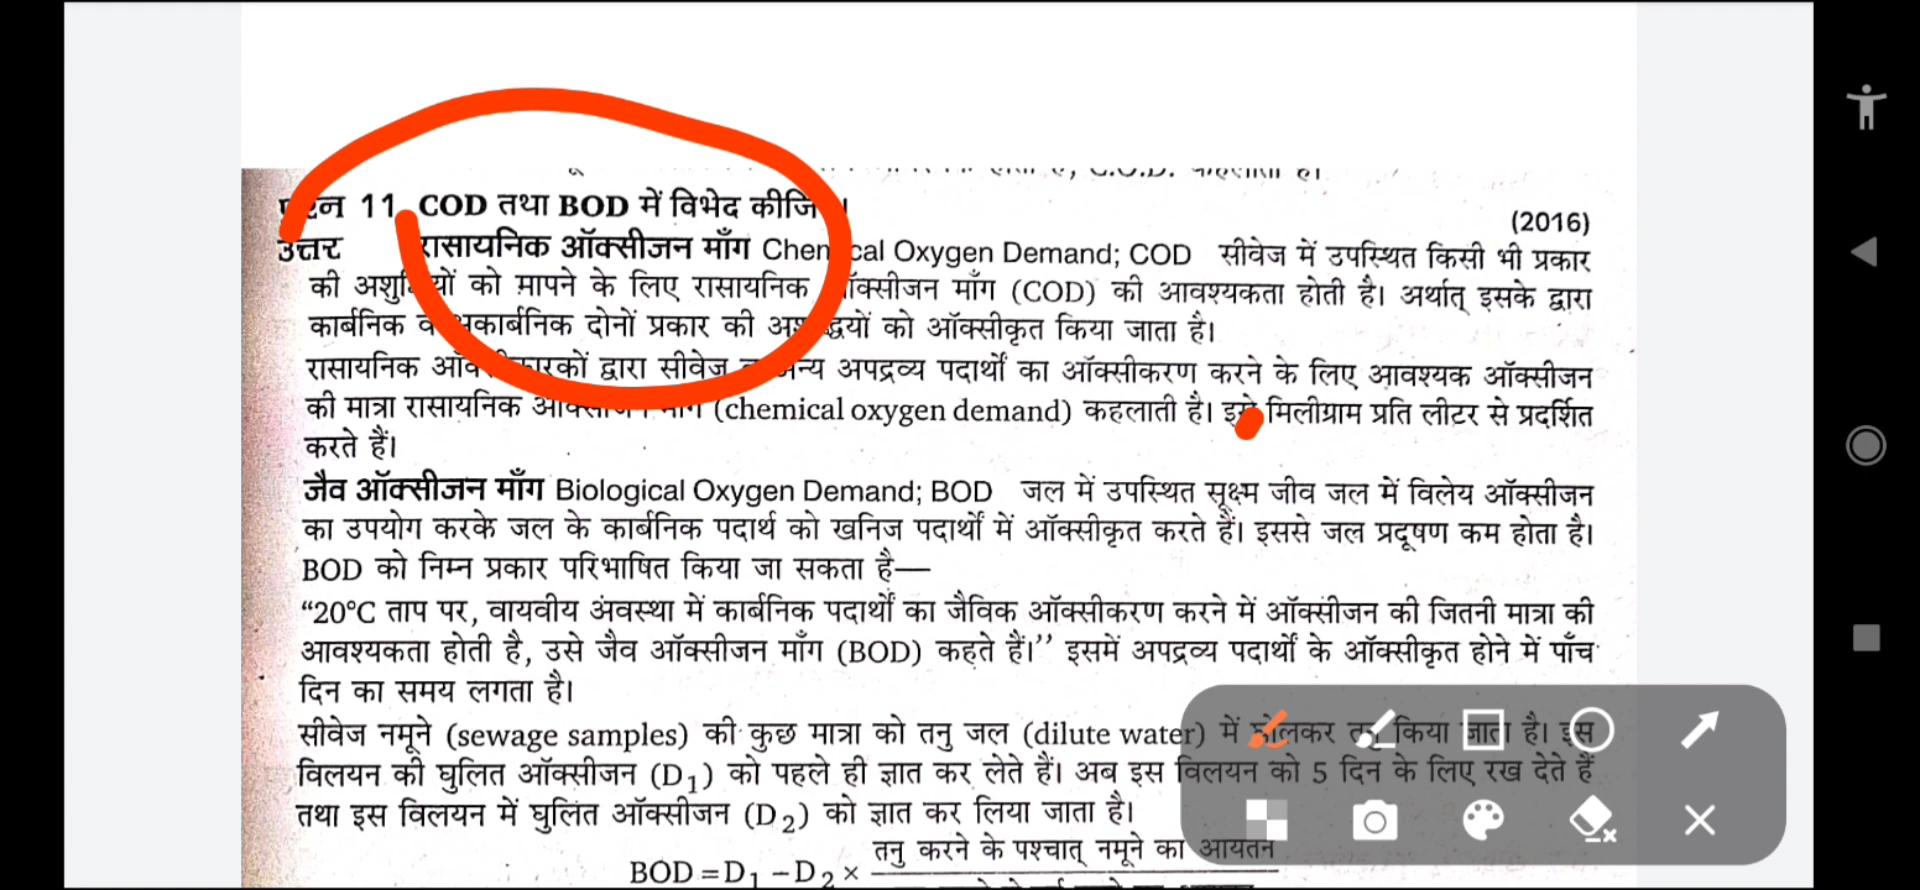 प्रश्न 11. COD तथा BOD में विभेद कीजिए।
(2016)
उत्तर रासायनिक ऑक्सीजन माँग Chemical Oxygen Demand; COD सीवेज में उपस्थित किसी भी प्रकार
की अशुद्धियों को मापने के लिए रासायनिक ऑक्सीजन माँग (COD) की आवश्यकता होती है। अर्थात् इसके द्वारा
कार्बनिक व अकार्बनिक दोनों प्रकार की अशुद्धियों को ऑक्सीकृत किया जाता है।
रासायनिक ऑक्सीकारकों द्वारा सीवेज व अन्य अपद्रव्य पदार्थों का ऑक्सीकरण करने के लिए आवश्यक ऑक्सीजन
की मात्रा रासायनिक ऑक्सीजन माँग (chemical oxygen demand) कहलाती है। इसे मिलीग्राम प्रति लीटर से प्रदर्शित
करते हैं।
जैव ऑक्सीजन माँग Biological Oxygen Demand; BOD जल में उपस्थित सूक्ष्म जीव जल में विलेय ऑक्सीजन
का उपयोग करके जल के कार्बनिक पदार्थ को खनिज पदार्थों में ऑक्सीकृत करते हैं। इससे जल प्रदूषण कम होता है।
BOD को निम्न प्रकार परिभाषित किया जा सकता है—
“20°C ताप पर, वायवीय अवस्था में कार्बनिक पदार्थों का जैविक ऑक्सीकरण करने में ऑक्सीजन की जितनी मात्रा की
आवश्यकता होती है, उसे जैव ऑक्सीजन माँग (BOD) कहते हैं।” इसमें अपद्रव्य पदार्थों के ऑक्सीकृत होने में पाँच
दिन का समय लगता है।
सीवेज नमूने (sewage samples) की कुछ मात्रा को तनु जल (dilute water) में घोलकर तनु किया जाता है। इस
विलयन की घुलित ऑक्सीजन (D₁) को पहले ही ज्ञात कर लेते हैं। अब इस विलयन को 5 दिन के लिए रख देते हैं
तथा इस विलयन में घुलित ऑक्सीजन (D₂) को ज्ञात कर लिया जाता है।
तनु करने के पश्चात् नमूने का आयतन
BOD = D₁ − D₂ ×